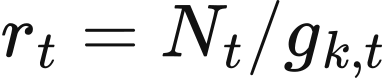 r_t = N_t/g_{k,t}